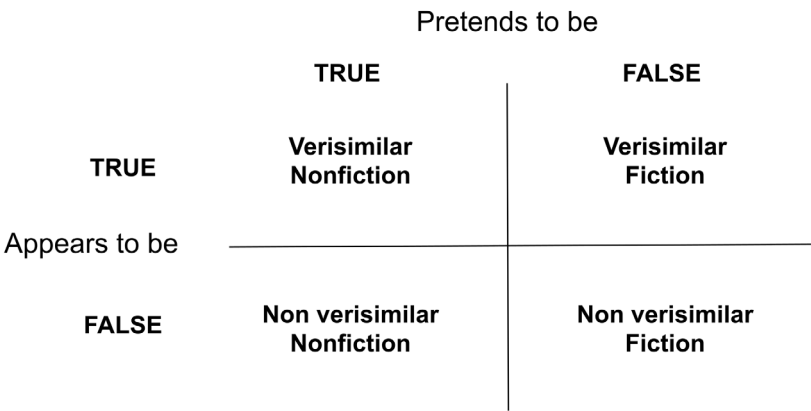 Pretends to be
TRUE FALSE
Verisimilar Verisimilar
Nonfiction Fiction
TRUE
Appears to be
Non verisimilar Non verisimilar
Nonfiction Fiction
FALSE